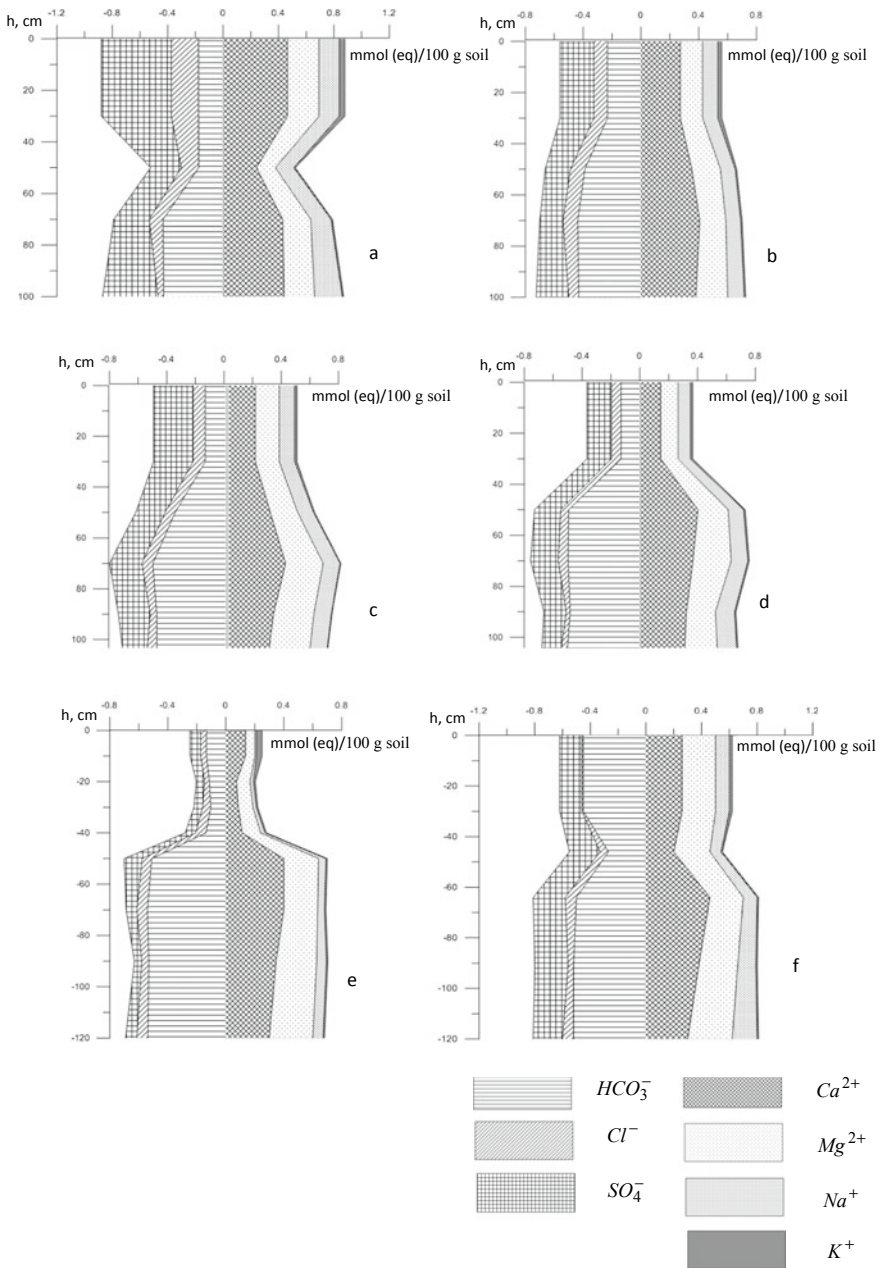 -1.2 -0.8 -0.4 0 0.4 0.8 1.2
h, cm
mmol (eq)/100 g soil
0
20
40
60
80
100
a
-0.8 -0.4 0 0.4 0.8
h, cm
mmol (eq)/100 g soil
0
20
40
60
80
100
b
-0.8 -0.4 0 0.4 0.8
h, cm
mmol (eq)/100 g soil
0
20
40
60
80
100
c
-0.8 -0.4 0 0.4 0.8
h, cm
mmol (eq)/100 g soil
0
20
40
60
80
100
d
-0.8 -0.4 0 0.4 0.8
h, cm
mmol (eq)/100 g soil
0
-20
-40
-60
-80
-100
-120
e
-1.2 -0.8 -0.4 0 0.4 0.8 1.2
h, cm
mmol (eq)/100 g soil
0
-20
-40
-60
-80
-100
-120
f
HCO₃⁻ Ca²⁺
Cl⁻ Mg²⁺
SO₄⁻ Na⁺
K⁺